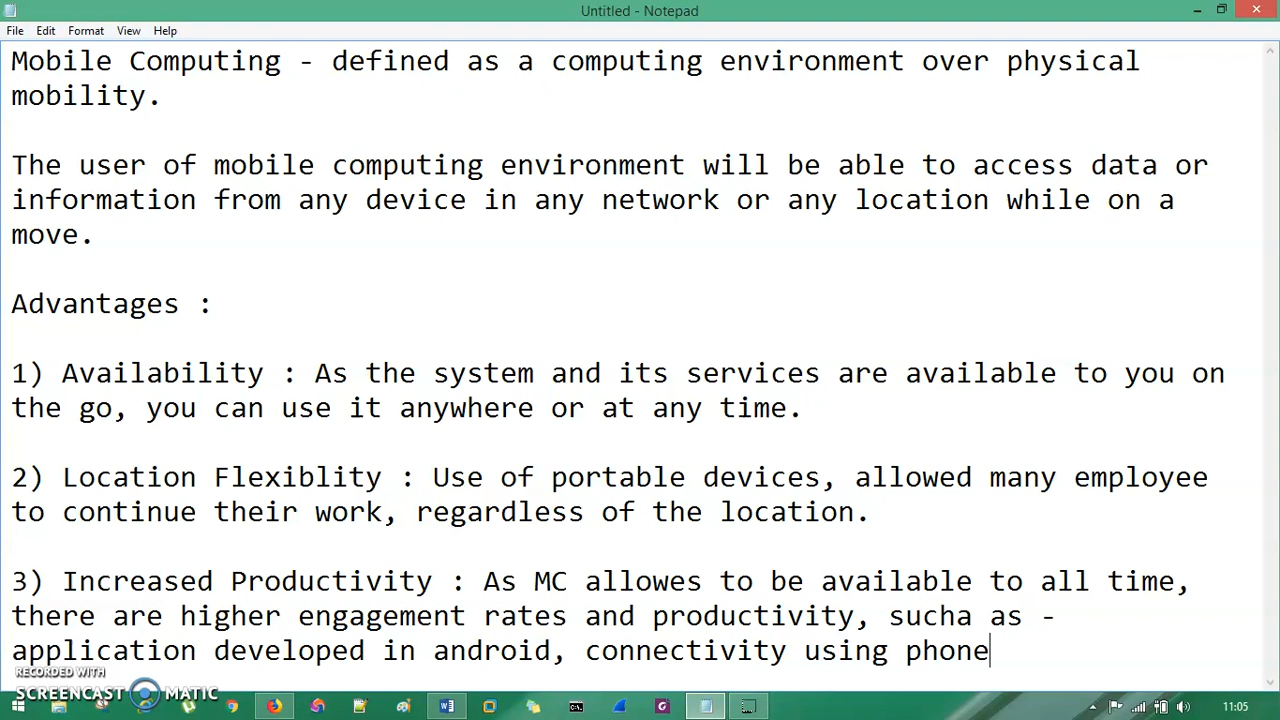 Untitled - Notepad
File Edit Format View Help
Mobile Computing - defined as a computing environment over physical
mobility.
The user of mobile computing environment will be able to access data or
information from any device in any network or any location while on a
move.
Advantages :
1) Availability : As the system and its services are available to you on
the go, you can use it anywhere or at any time.
2) Location Flexiblity : Use of portable devices, allowed many employee
to continue their work, regardless of the location.
3) Increased Productivity : As MC allowes to be available to all time,
there are higher engagement rates and productivity, sucha as -
application developed in android, connectivity using phone
RECORDED WITH
SCREENCAST MATIC
11:05